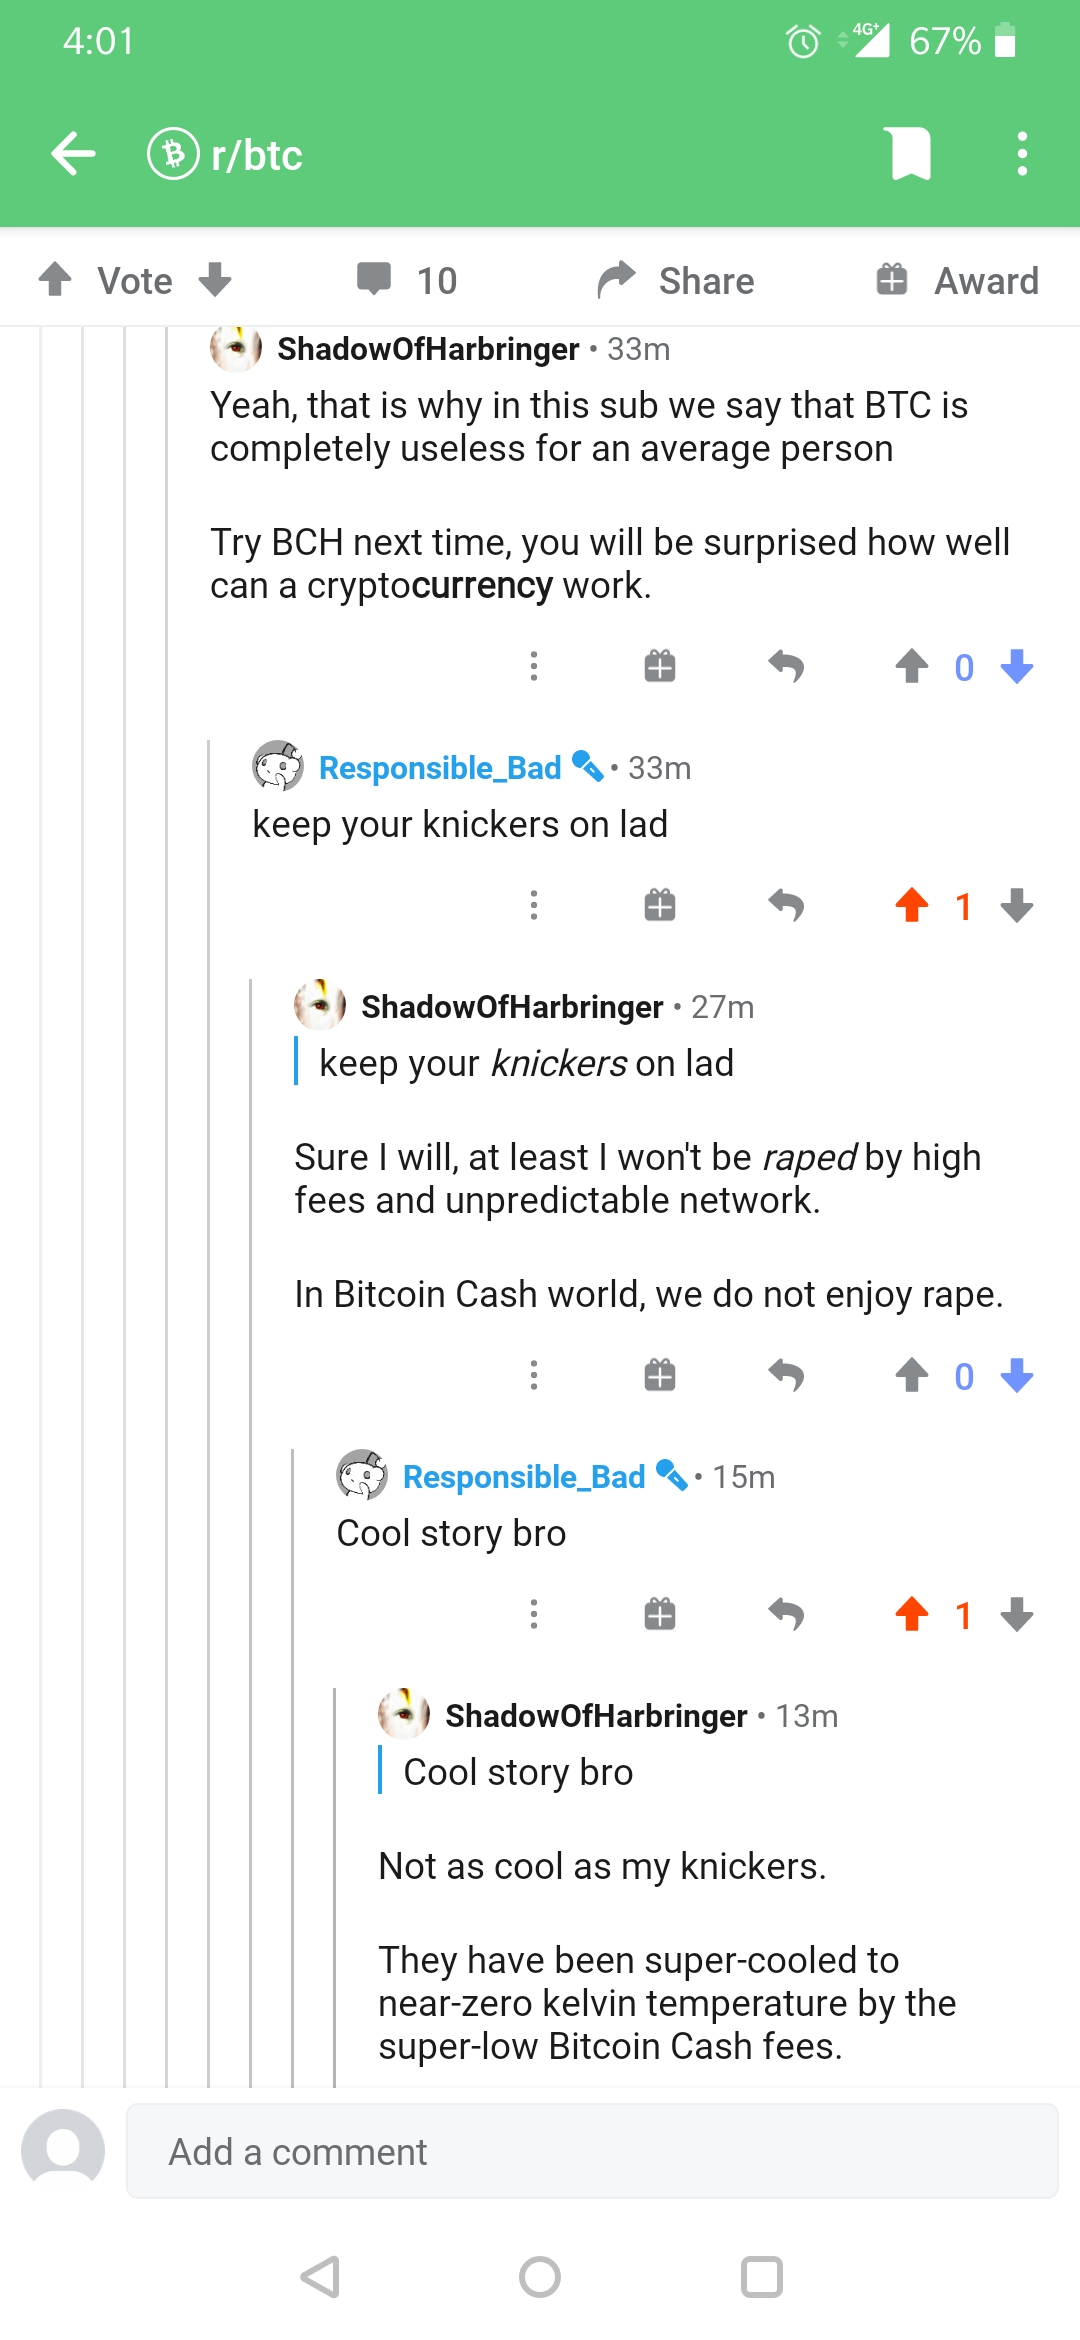 4:01
4G+ 67%
r/btc
Vote 10 Share Award
ShadowOfHarbringer • 33m
Yeah, that is why in this sub we say that BTC is
completely useless for an average person
Try BCH next time, you will be surprised how well
can a cryptocurrency work.
0
Responsible_Bad • 33m
keep your knickers on lad
1
ShadowOfHarbringer • 27m
keep your knickers on lad
Sure I will, at least I won't be raped by high
fees and unpredictable network.
In Bitcoin Cash world, we do not enjoy rape.
0
Responsible_Bad • 15m
Cool story bro
1
ShadowOfHarbringer • 13m
Cool story bro
Not as cool as my knickers.
They have been super-cooled to
near-zero kelvin temperature by the
super-low Bitcoin Cash fees.
Add a comment